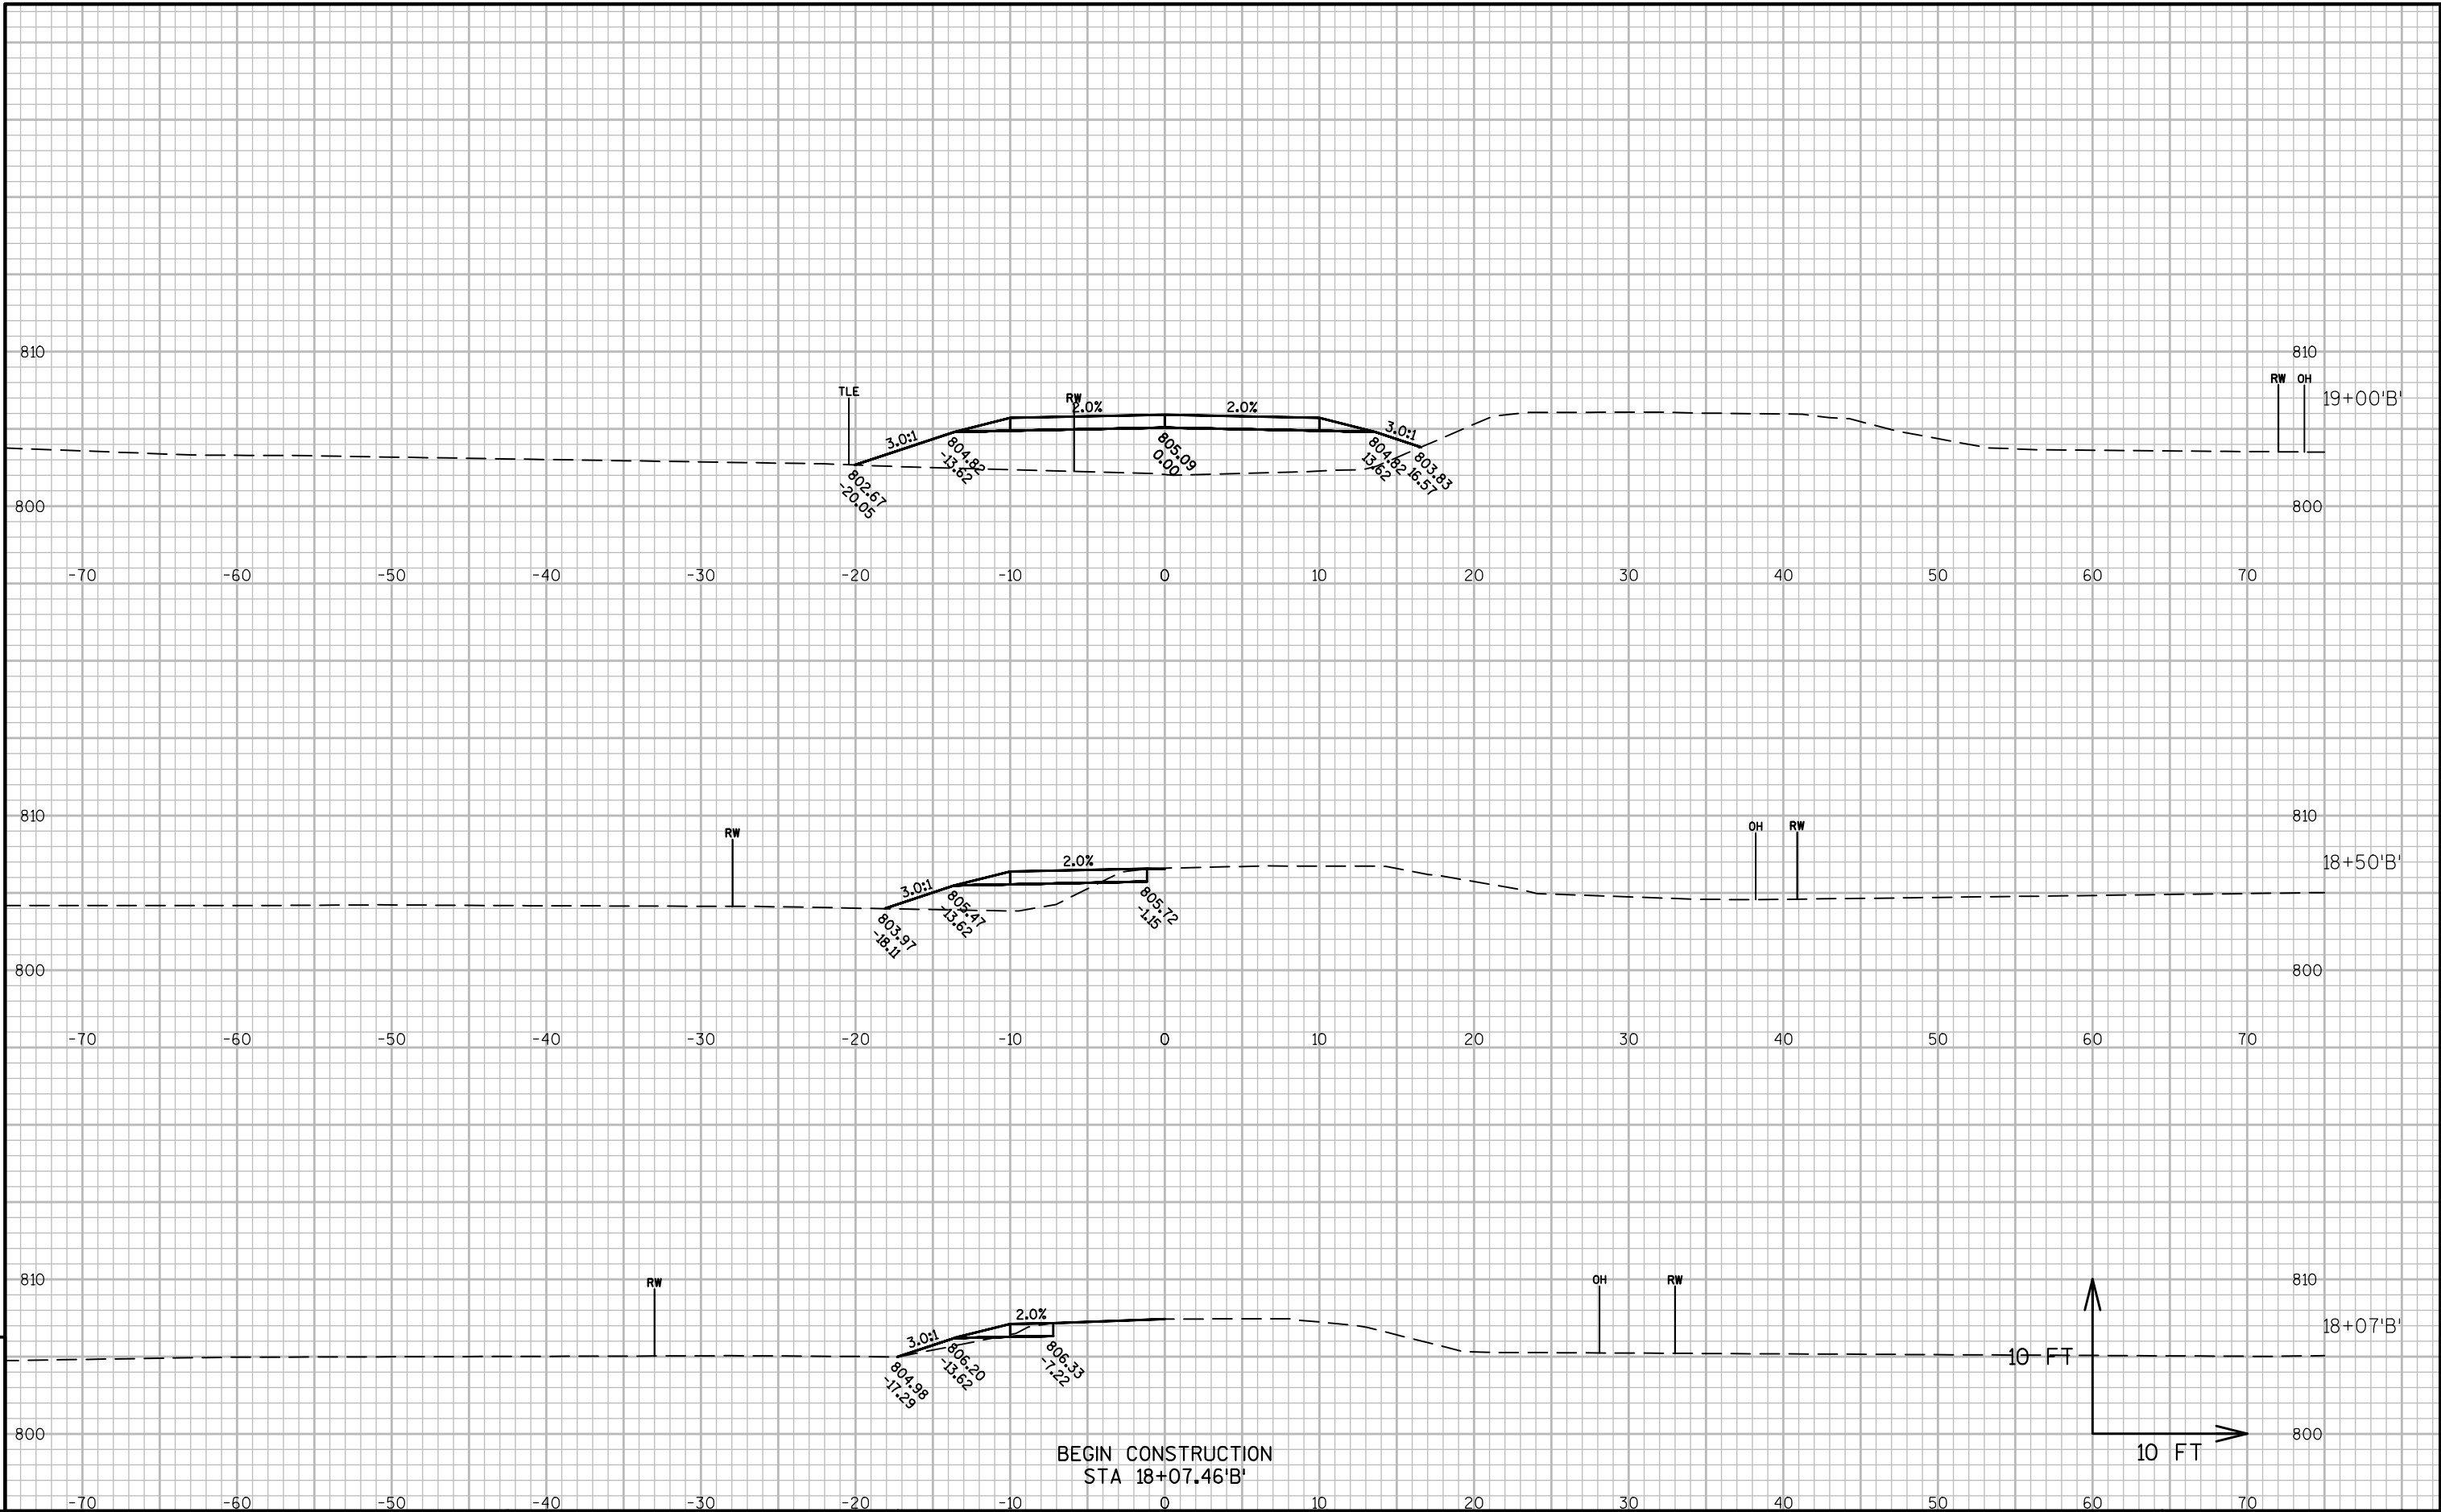 810
810
TLE
RW
2.0%
2.0%
RW
OH
19+00'B'
3.0:1
3.0:1
804.82
-13.62
805.09
0.00
804.82
13.62
803.83
16.57
802.67
-20.05
800
800
-70 -60 -50 -40 -30 -20 -10 0 10 20 30 40 50 60 70
810
810
RW
OH
RW
2.0%
18+50'B'
3.0:1
805.47
-13.62
805.72
-1.15
803.97
-18.11
800
800
-70 -60 -50 -40 -30 -20 -10 0 10 20 30 40 50 60 70
810
810
RW
OH
RW
2.0%
18+07'B'
3.0:1
806.20
-13.62
806.33
-7.22
804.98
-17.29
10 FT
800
800
10 FT
BEGIN CONSTRUCTION
STA 18+07.46'B'
-70 -60 -50 -40 -30 -20 -10 0 10 20 30 40 50 60 70